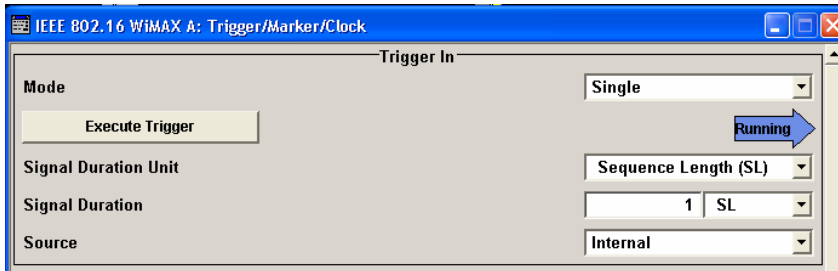 IEEE 802.16 WiMAX A: Trigger/Marker/Clock
Trigger In
Mode Single
Execute Trigger Running
Signal Duration Unit Sequence Length (SL)
Signal Duration 1 SL
Source Internal